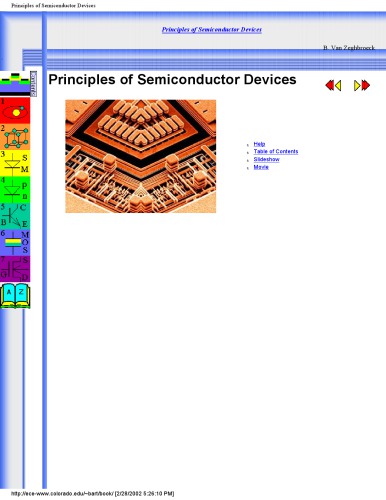 Principles of Semiconductor Devices
Principles of Semiconductor Devices
B. Van Zeghbroeck
Principles of Semiconductor Devices
1
2
3
S
M
4
p
n
5
C
B
E
6
M
O
S
7
S
G
D
A Z
Help
Table of Contents
Slideshow
Movie
http://ece-www.colorado.edu/~bart/book/ [2/28/2002 5:26:10 PM]